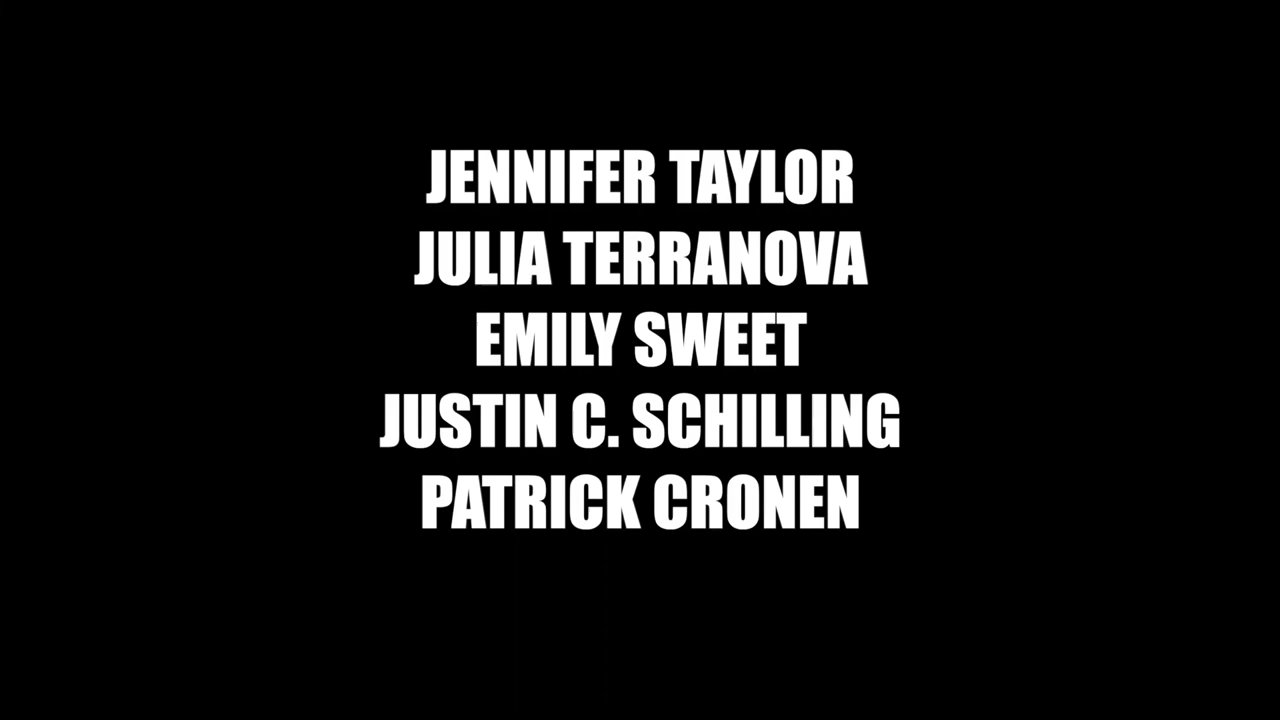 JENNIFER TAYLOR
JULIA TERRANOVA
EMILY SWEET
JUSTIN C. SCHILLING
PATRICK CRONEN